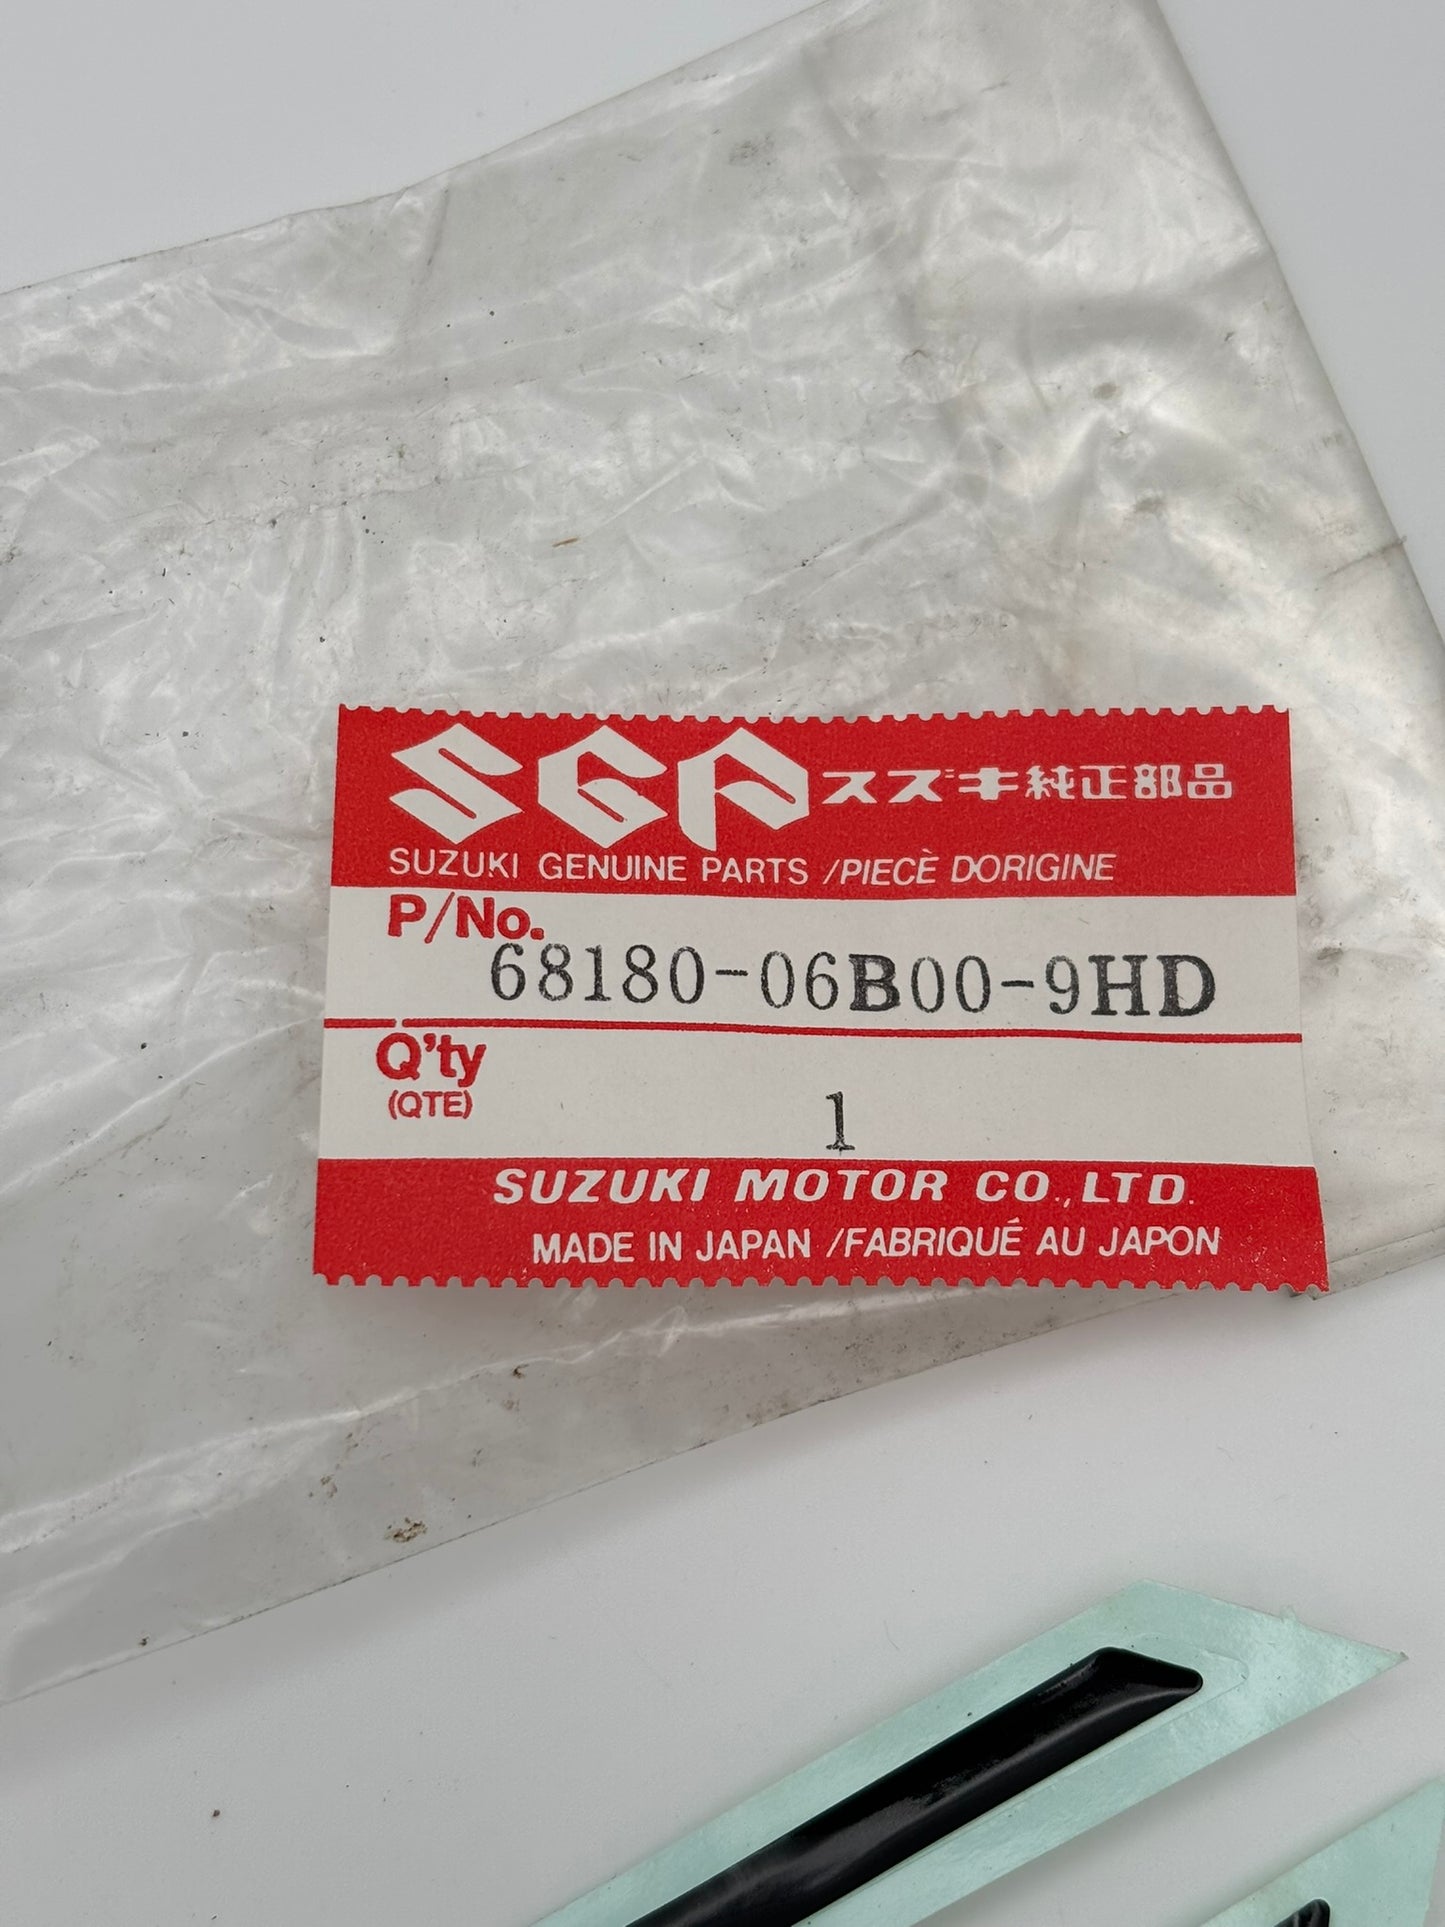 SGP スズキ純正部品
SUZUKI GENUINE PARTS /PIECÈ DORIGINE
P/No.
68180-06B00-9HD
Q'ty
(QTE)
1
SUZUKI MOTOR CO.,LTD.
MADE IN JAPAN /FABRIQUÉ AU JAPON